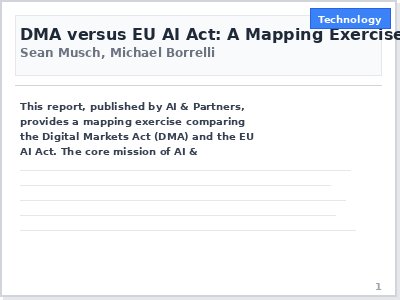 Technology
DMA versus EU AI Act: A Mapping Exercise
Sean Musch, Michael Borrelli
This report, published by AI & Partners,
provides a mapping exercise comparing
the Digital Markets Act (DMA) and the EU
AI Act. The core mission of AI &
1